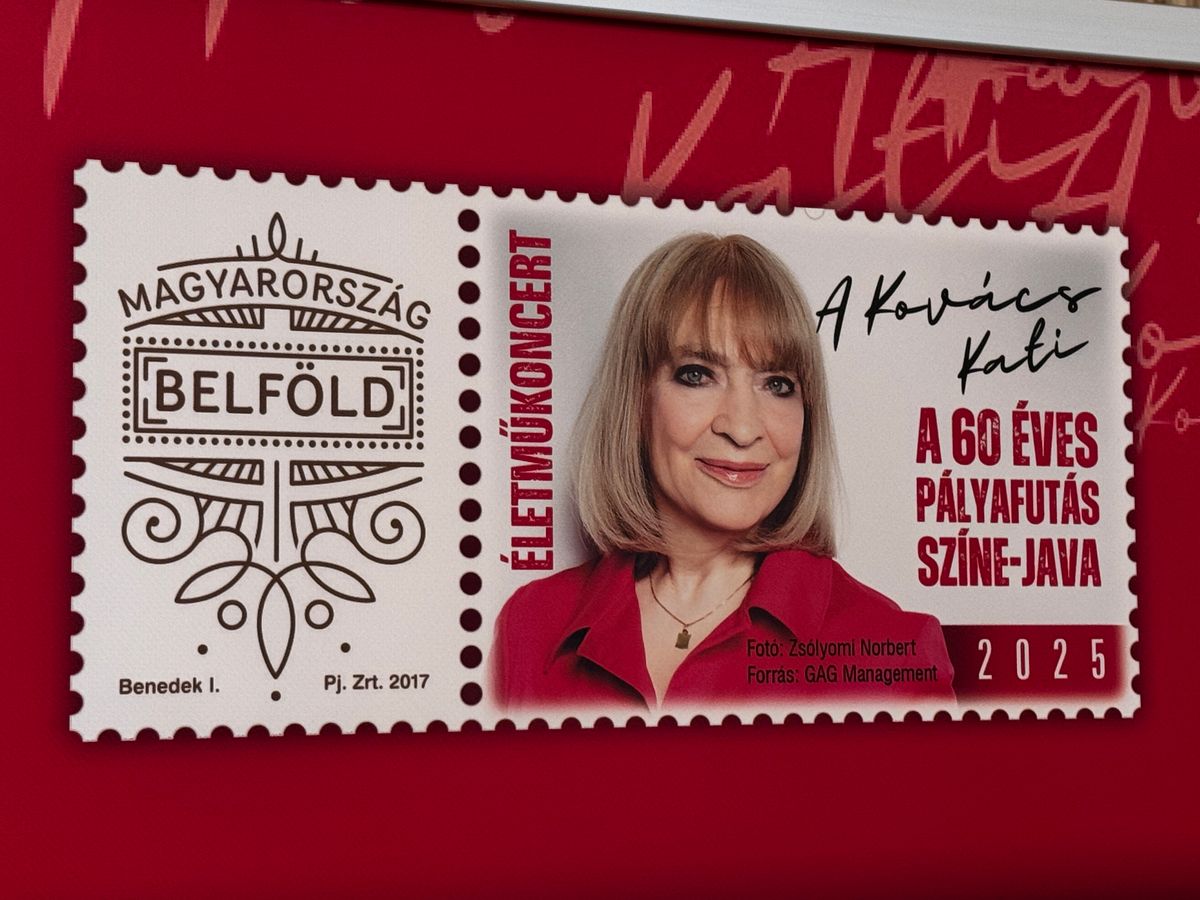 MAGYARORSZÁG
BELFÖLD
Benedek I.
Pj. Zrt. 2017
ÉLETMŰKONCERT
A Kovács
Kati
A 60 ÉVES
PÁLYAFUTÁS
SZÍNE-JAVA
2025
Fotó: Zsólyomi Norbert
Forrás: GAG Management
Kati